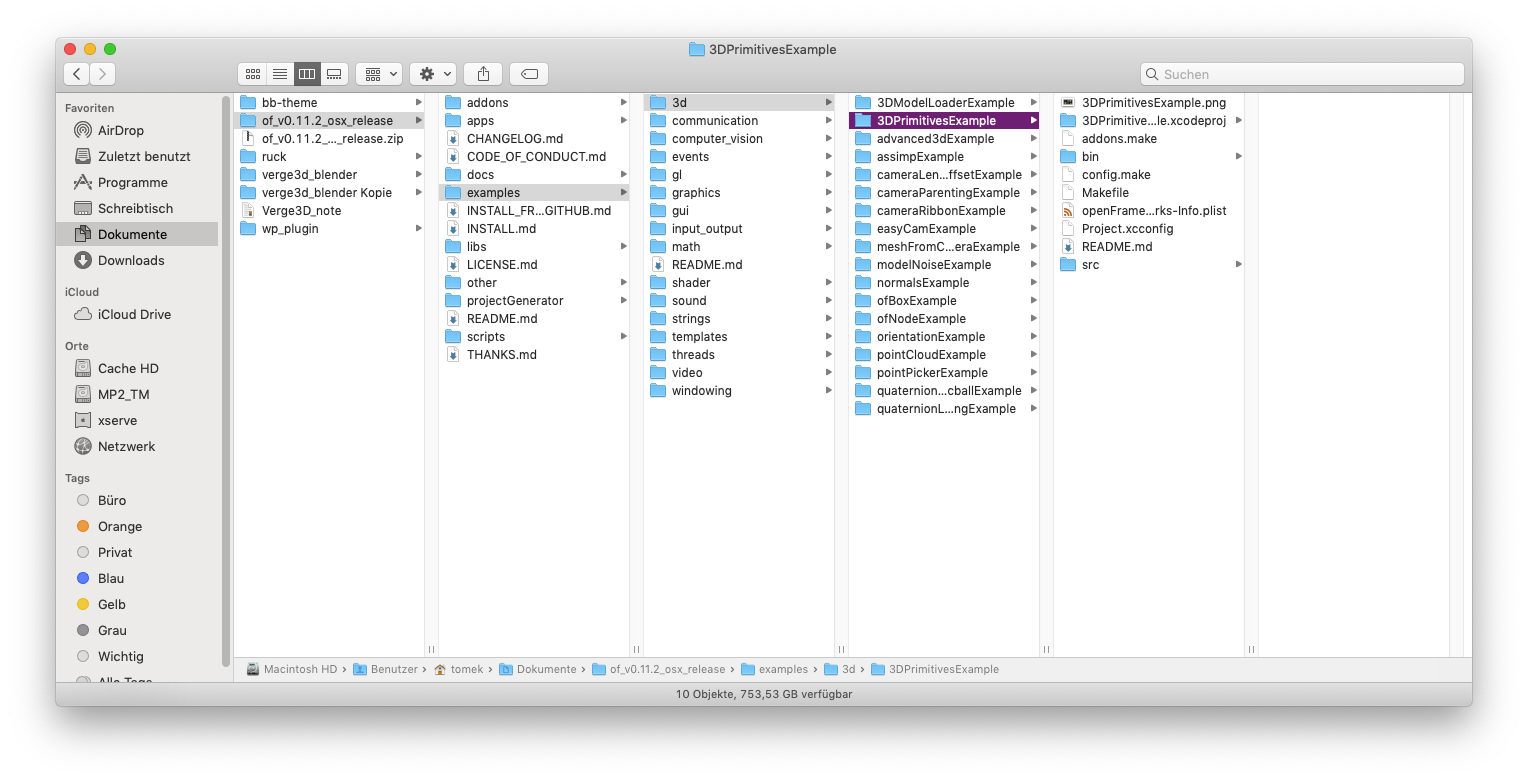 3DPrimitivesExample
Suchen
Favoriten
AirDrop
Zuletzt benutzt
Programme
Schreibtisch
Dokumente
Downloads
iCloud
iCloud Drive
Orte
Cache HD
MP2_TM
xserve
Netzwerk
Tags
Büro
Orange
Privat
Blau
Gelb
Grau
Wichtig
Alle Tags
bb-theme
of_v0.11.2_osx_release
of_v0.11.2_..._release.zip
ruck
verge3d_blender
verge3d_blender Kopie
Verge3D_note
wp_plugin
addons
apps
CHANGELOG.md
CODE_OF_CONDUCT.md
docs
examples
INSTALL_FR...GITHUB.md
INSTALL.md
libs
LICENSE.md
other
projectGenerator
README.md
scripts
THANKS.md
3d
communication
computer_vision
events
gl
graphics
gui
input_output
math
README.md
shader
sound
strings
templates
threads
video
windowing
3DModelLoaderExample
3DPrimitivesExample
advanced3dExample
assimpExample
cameraLen...ffsetExample
cameraParentingExample
cameraRibbonExample
easyCamExample
meshFromC...eraExample
modelNoiseExample
normalsExample
ofBoxExample
ofNodeExample
orientationExample
pointCloudExample
pointPickerExample
quaternion...cballExample
quaternionL...ngExample
3DPrimitivesExample.png
3DPrimitive...le.xcodeproj
addons.make
bin
config.make
Makefile
openFrame...rks-Info.plist
Project.xcconfig
README.md
src
Macintosh HD › Benutzer › tomek › Dokumente › of_v0.11.2_osx_release › examples › 3d › 3DPrimitivesExample
10 Objekte, 753,53 GB verfügbar